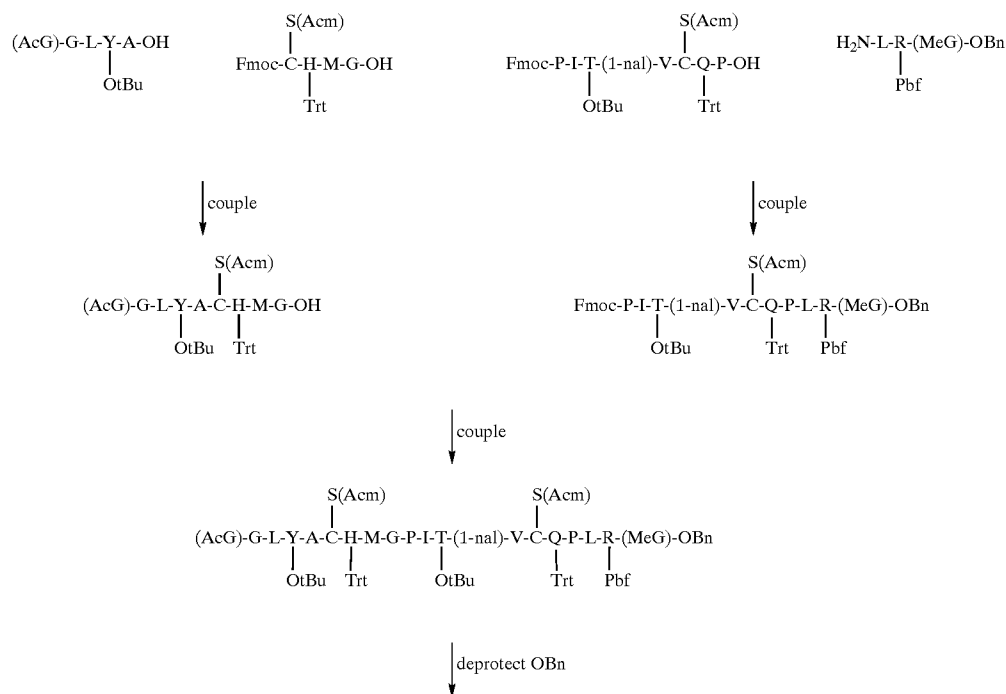 S(Acm)
S(Acm)
(AcG)-G-L-Y-A-OH
Fmoc-C-H-M-G-OH
Fmoc-P-I-T-(1-nal)-V-C-Q-P-OH
H₂N-L-R-(MeG)-OBn
OtBu
Trt
OtBu
Trt
Pbf
couple
couple
S(Acm)
S(Acm)
(AcG)-G-L-Y-A-C-H-M-G-OH
Fmoc-P-I-T-(1-nal)-V-C-Q-P-L-R-(MeG)-OBn
OtBu
Trt
OtBu
Trt
Pbf
couple
S(Acm)
S(Acm)
(AcG)-G-L-Y-A-C-H-M-G-P-I-T-(1-nal)-V-C-Q-P-L-R-(MeG)-OBn
OtBu
Trt
OtBu
Trt
Pbf
deprotect OBn